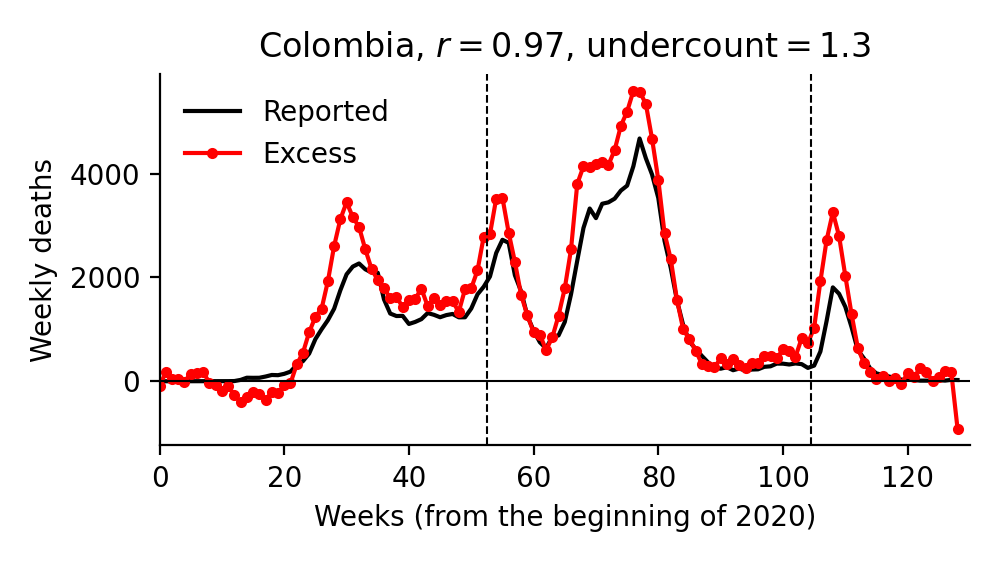 Colombia, r = 0.97, undercount = 1.3
Reported
Excess
Weekly deaths
4000
2000
0
0 20 40 60 80 100 120
Weeks (from the beginning of 2020)